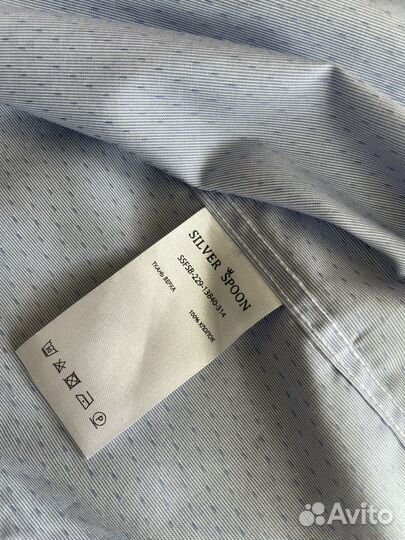 SILVER SPOON
SSFSB-229-13840-314
ТКАНЬ ВЕРХА
100% ХЛОПОК
P
Avito